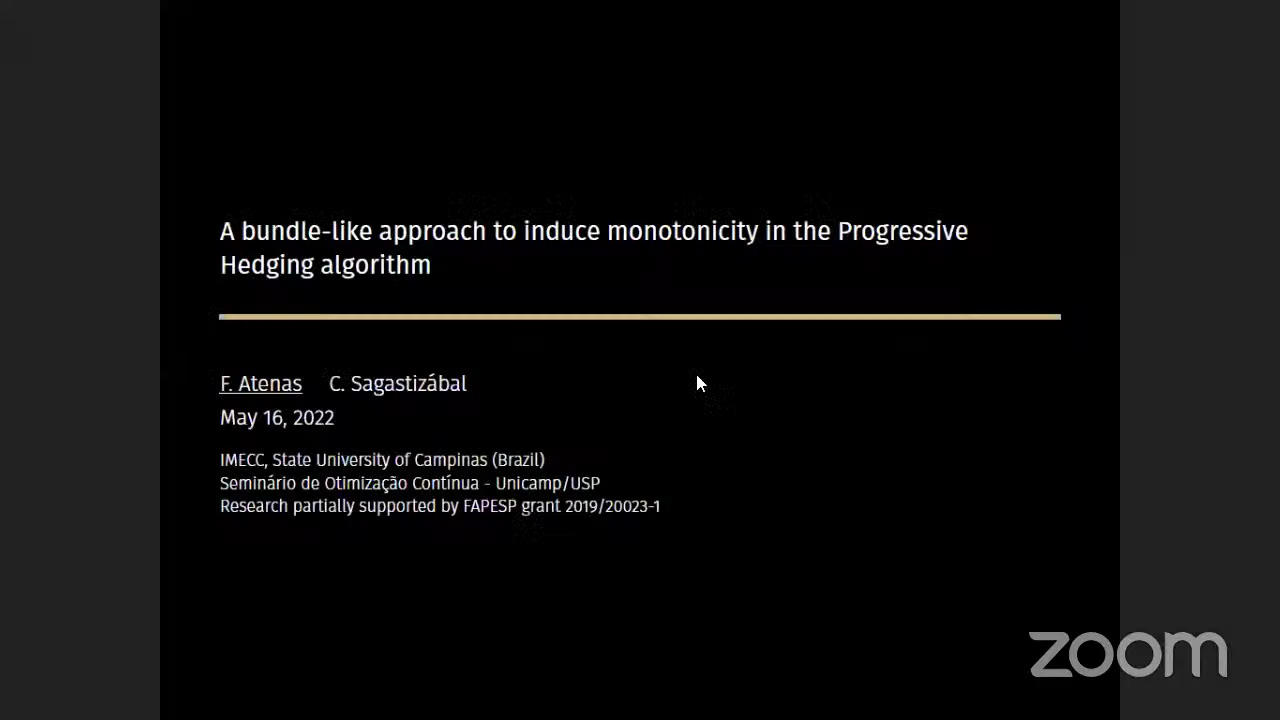 A bundle-like approach to induce monotonicity in the Progressive
Hedging algorithm
F. Atenas C. Sagastizábal
May 16, 2022
IMECC, State University of Campinas (Brazil)
Seminário de Otimização Contínua - Unicamp/USP
Research partially supported by FAPESP grant 2019/20023-1
zoom